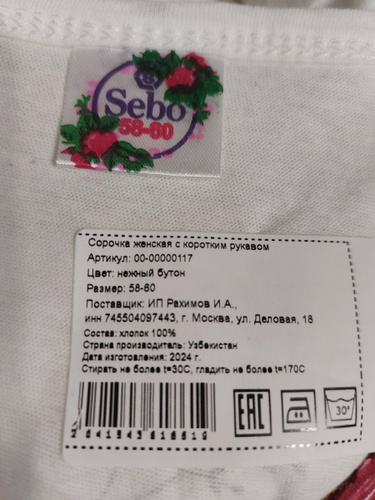 Sebo
58-60
Сорочка женская с коротким рукавом
Артикул: 00-00000117
Цвет: нежный бутон
Размер: 58-60
Поставщик: ИП Рахимов И.А.,
инн 745504097443, г. Москва, ул. Деловая, 18
Состав: хлопок 100%
Страна производитель: Узбекистан
Дата изготовления: 2024 г.
Стирать не более t=30С, гладить не более t=170С
EAC
30°